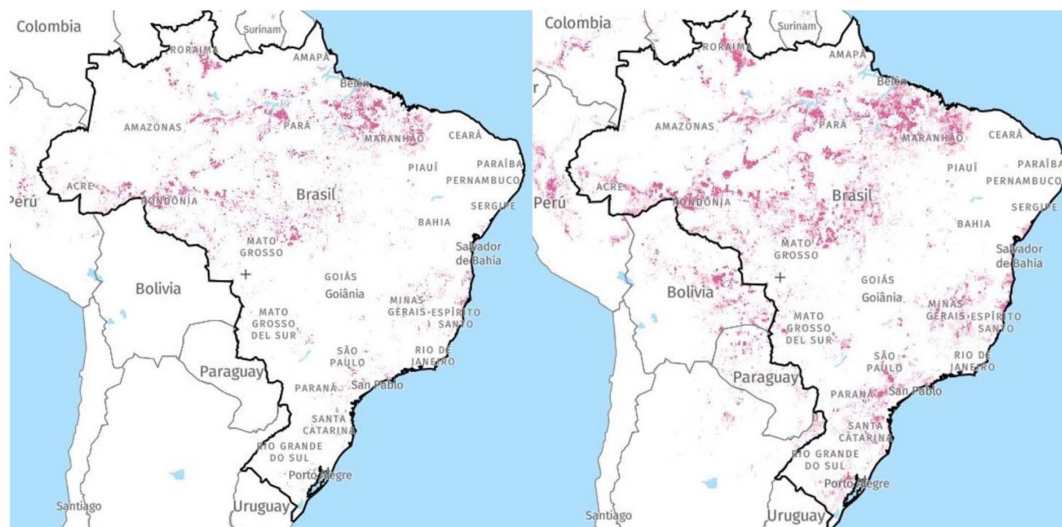 Colombia
Surinam
RORAIMA
AMAPÁ
Belén
AMAZONAS
PARÁ
MARANHÃO
CEARÁ
PIAUÍ
PARAÍBA
PERNAMBUCO
ACRE
RONDÔNIA
Brasil
SERGIPE
Perú
BAHIA
MATO
GROSSO
Salvador
de Bahía
GOIÁS
Goiânia
Bolivia
MINAS
GERAIS
ESPÍRITO
SANTO
MATO
GROSSO
DEL SUR
SÃO
PAULO
RIO DE
JANEIRO
Paraguay
San Pablo
PARANÁ
SANTA
CATARINA
RIO GRANDE
DO SUL
Porto Alegre
Santiago
Uruguay
Colombia
Surinam
RORAIMA
AMAPÁ
Belén
AMAZONAS
PARÁ
MARANHÃO
CEARÁ
PIAUÍ
PARAÍBA
PERNAMBUCO
ACRE
RONDÔNIA
Brasil
SERGIPE
Perú
BAHIA
MATO
GROSSO
Salvador
de Bahía
GOIÁS
Goiânia
Bolivia
MINAS
GERAIS
ESPÍRITO
SANTO
MATO
GROSSO
DEL SUR
SÃO
PAULO
RIO DE
JANEIRO
Paraguay
San Pablo
PARANÁ
SANTA
CATARINA
RIO GRANDE
DO SUL
Porto Alegre
Santiago
Uruguay